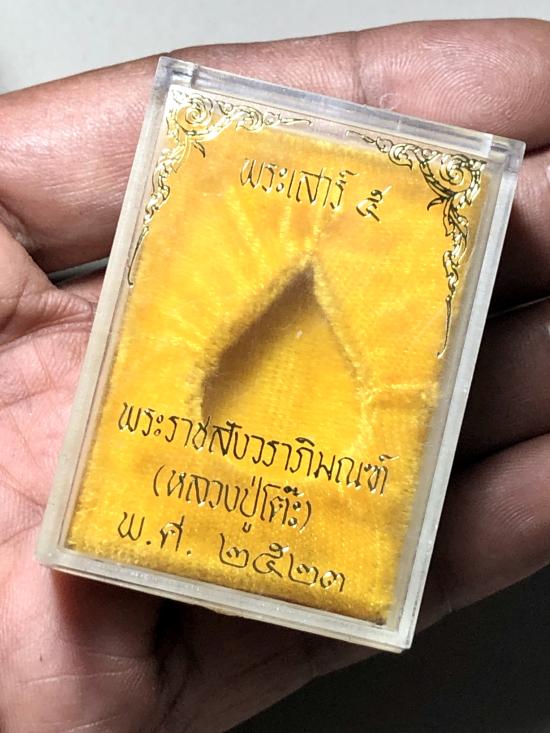 พระเสาร์ ๕
พระราชสังวราภิมณฑ์
(หลวงปู่โต๊ะ)
พ.ศ. ๒๕๒๓